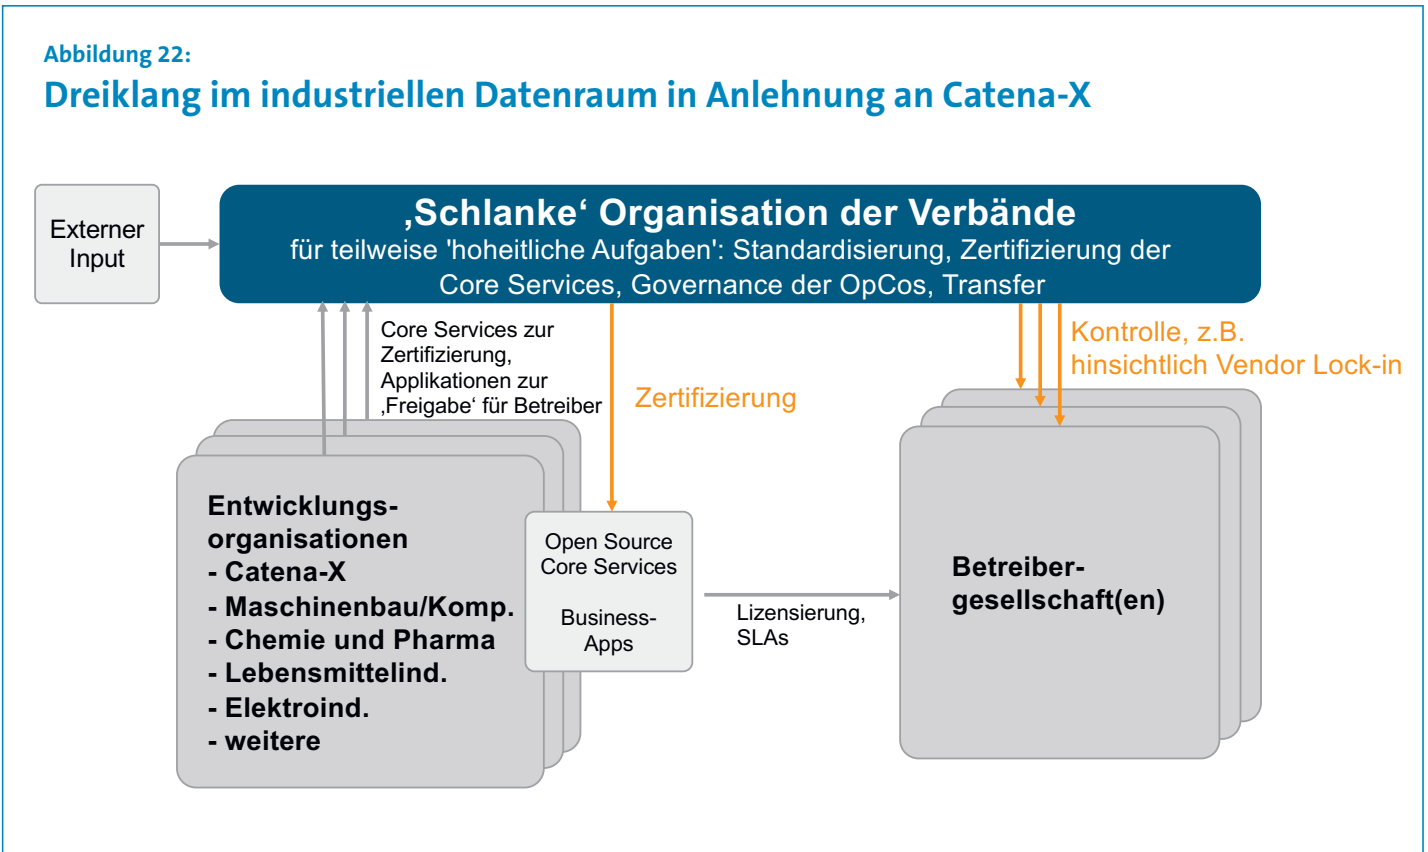 Abbildung 22:
Dreiklang im industriellen Datenraum in Anlehnung an Catena-X
Externer
Input
‚Schlanke‘ Organisation der Verbände
für teilweise 'hoheitliche Aufgaben': Standardisierung, Zertifizierung der
Core Services, Governance der OpCos, Transfer
Core Services zur
Zertifizierung,
Applikationen zur
‚Freigabe‘ für Betreiber
Zertifizierung
Kontrolle, z.B.
hinsichtlich Vendor Lock-in
Entwicklungs-
organisationen
- Catena-X
- Maschinenbau/Komp.
- Chemie und Pharma
- Lebensmittelind.
- Elektroind.
- weitere
Open Source
Core Services
Business-
Apps
Lizensierung,
SLAs
Betreiber-
gesellschaft(en)